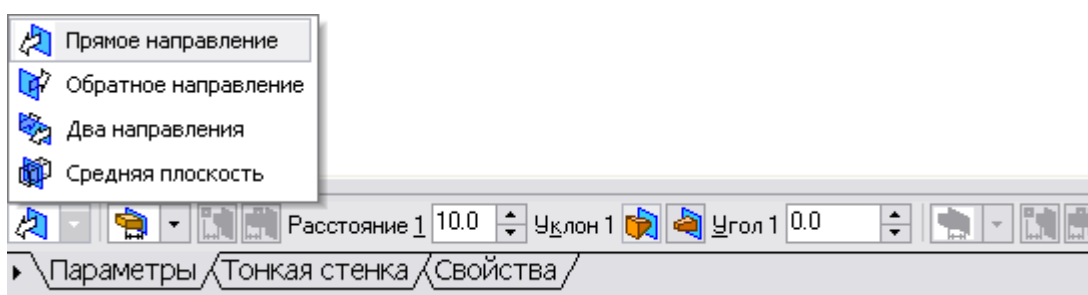 Прямое направление
Обратное направление
Два направления
Средняя плоскость
Расстояние 1 10.0 Уклон 1 Угол 1 0.0
Параметры Тонкая стенка Свойства